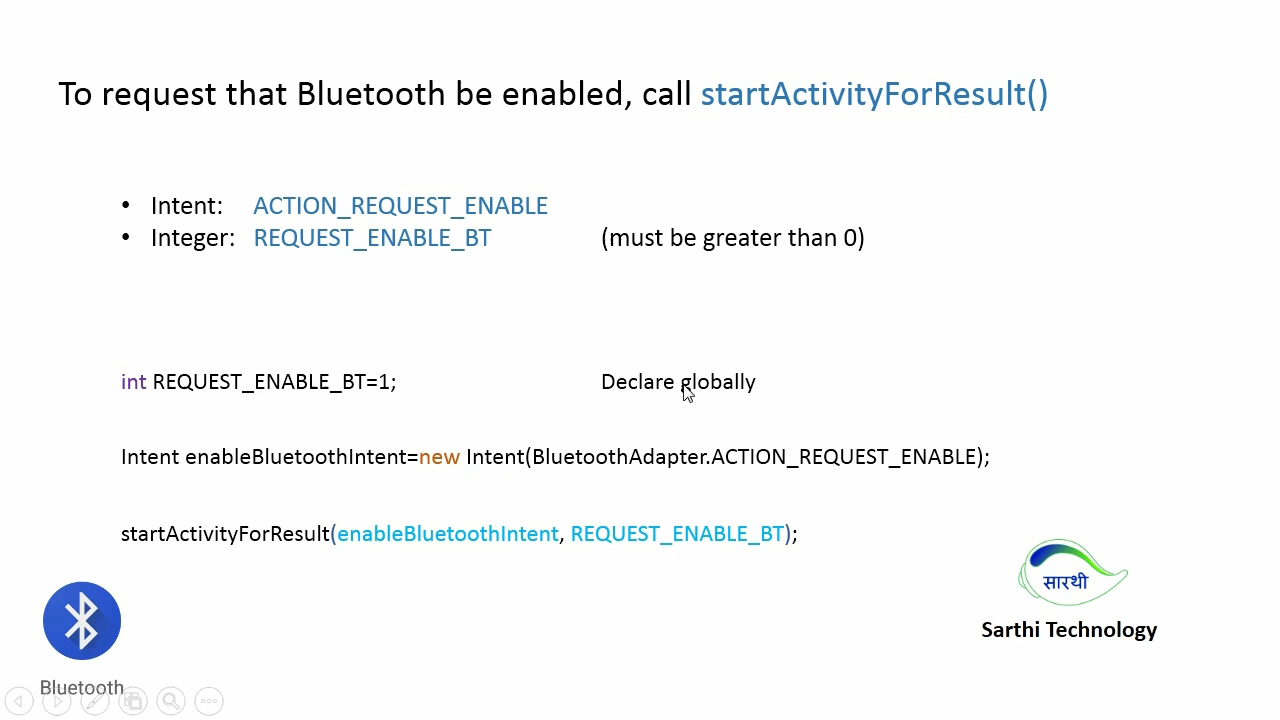 To request that Bluetooth be enabled, call startActivityForResult()
• Intent: ACTION_REQUEST_ENABLE
• Integer: REQUEST_ENABLE_BT (must be greater than 0)
int REQUEST_ENABLE_BT=1; Declare globally
Intent enableBluetoothIntent=new Intent(BluetoothAdapter.ACTION_REQUEST_ENABLE);
startActivityForResult(enableBluetoothIntent, REQUEST_ENABLE_BT);
सारथी
Sarthi Technology
Bluetooth